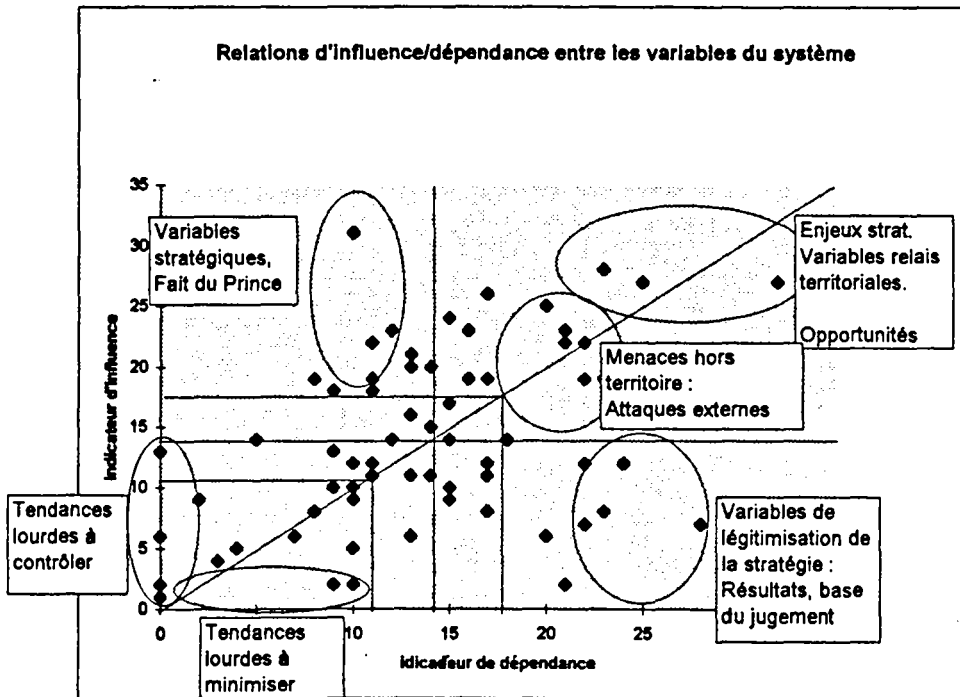 Relations d'influence/dépendance entre les variables du système
Indicateur d'influence
35
30
25
20
15
10
5
0
Variables
stratégiques,
Fait du Prince
Enjeux strat.
Variables relais
territoriales.
Opportunités
Menaces hors
territoire :
Attaques externes
Tendances
lourdes à
contrôler
Variables de
légitimisation de
la stratégie :
Résultats, base
du jugement
Tendances
lourdes à
minimiser
0
10
15
20
25
Idicadeur de dépendance